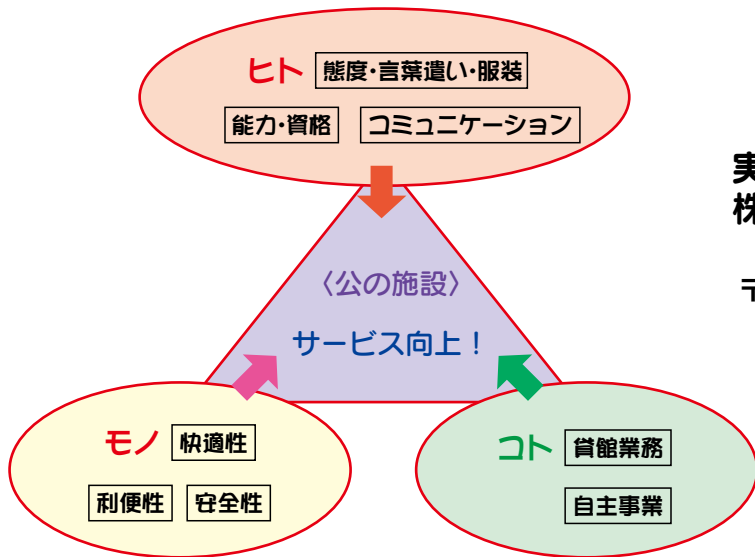 ヒト 態度・言葉遣い・服装
能力・資格 コミュニケーション
〈公の施設〉
サービス向上！
モノ 快適性
利便性 安全性
コト 貸館業務
自主事業
実
株
〒